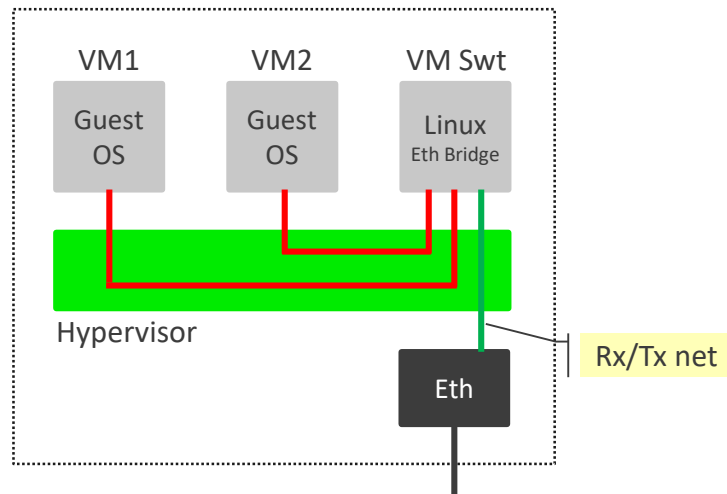 VM1
VM2
VM Swt
Guest
OS
Guest
OS
Linux
Eth Bridge
Hypervisor
Rx/Tx net
Eth